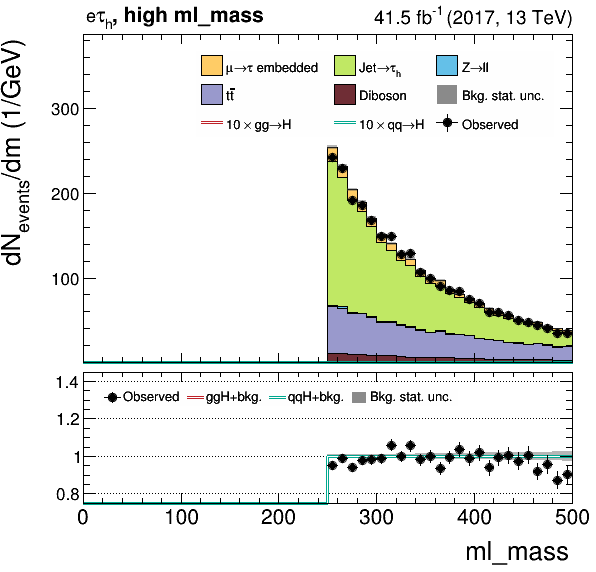 eτh, high ml_mass
41.5 fb⁻¹ (2017, 13 TeV)
dNevents/dm (1/GeV)
μ→τ embedded
Jet→τh
Z→ll
tt̄
Diboson
Bkg. stat. unc.
10 × gg→H
10 × qq→H
Observed
300
200
100
Observed
ggH+bkg.
qqH+bkg.
Bkg. stat. unc.
1.4
1.2
1
0.8
0
100
200
300
400
500
ml_mass